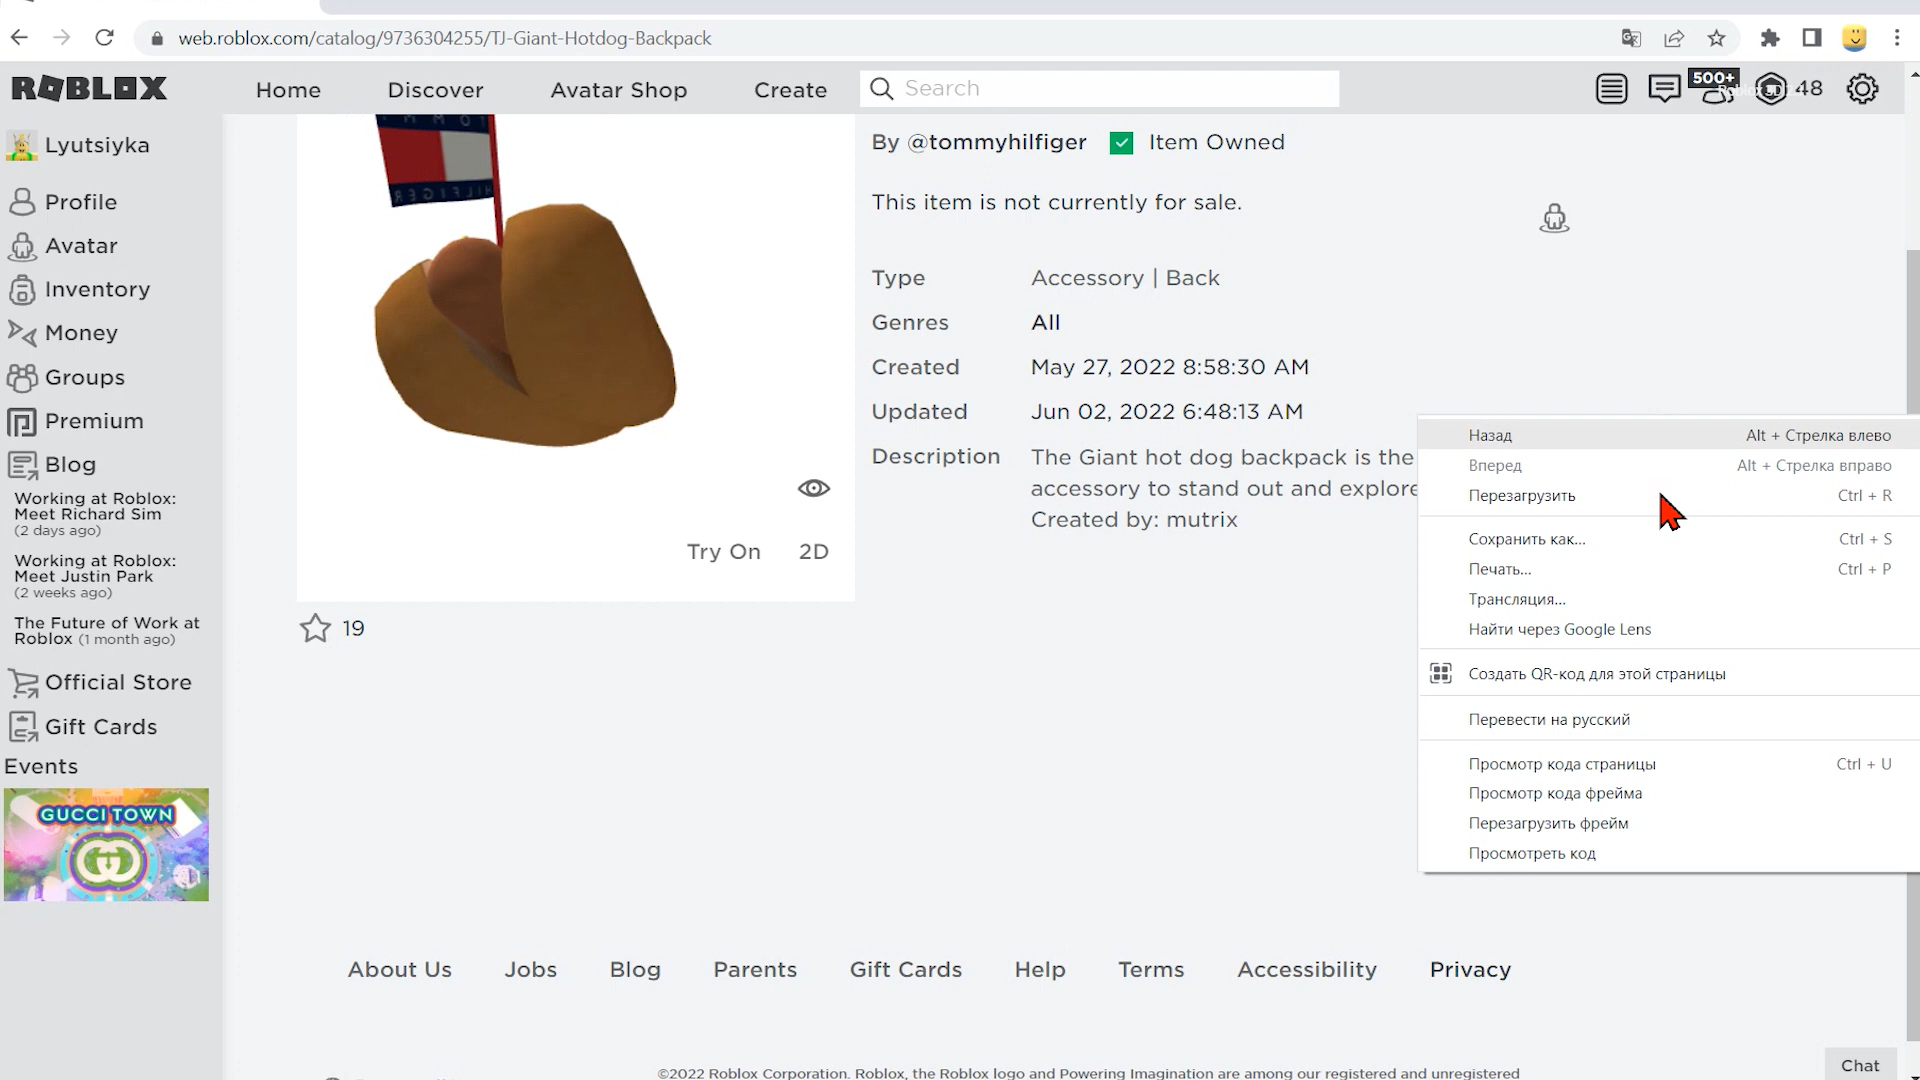 web.roblox.com/catalog/9736304255/TJ-Giant-Hotdog-Backpack
ROBLOX
Home
Discover
Avatar Shop
Create
Search
500+
48
Lyutsiyka
Profile
Avatar
Inventory
Money
Groups
Premium
Blog
Working at Roblox:
Meet Richard Sim
(2 days ago)
Working at Roblox:
Meet Justin Park
(2 weeks ago)
The Future of Work at
Roblox (1 month ago)
Official Store
Gift Cards
Events
GUCCI TOWN
Try On
2D
19
By @tommyhilfiger
Item Owned
This item is not currently for sale.
Type Accessory | Back
Genres All
Created May 27, 2022 8:58:30 AM
Updated Jun 02, 2022 6:48:13 AM
Description The Giant hot dog backpack is the
accessory to stand out and explore
Created by: mutrix
Назад Alt + Стрелка влево
Вперед Alt + Стрелка вправо
Перезагрузить Ctrl + R
Сохранить как... Ctrl + S
Печать... Ctrl + P
Трансляция...
Найти через Google Lens
Создать QR-код для этой страницы
Перевести на русский
Просмотр кода страницы Ctrl + U
Просмотр кода фрейма
Перезагрузить фрейм
Просмотреть код
About Us
Jobs
Blog
Parents
Gift Cards
Help
Terms
Accessibility
Privacy
©2022 Roblox Corporation. Roblox, the Roblox logo and Powering Imagination are among our registered and unregistered
Chat